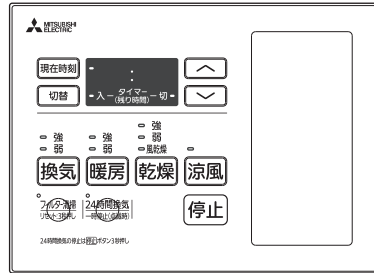 MITSUBISHI
ELECTRIC
現在時刻
:
切替
入 タイマー 切
(残り時間)
強
強 強 弱
弱 弱 風乾燥
換気 暖房 乾燥 涼風
フィルター清掃 24時間換気
リセット3秒押し 一時停止(点滅時)
停止
24時間換気の停止は停止ボタン3秒押し